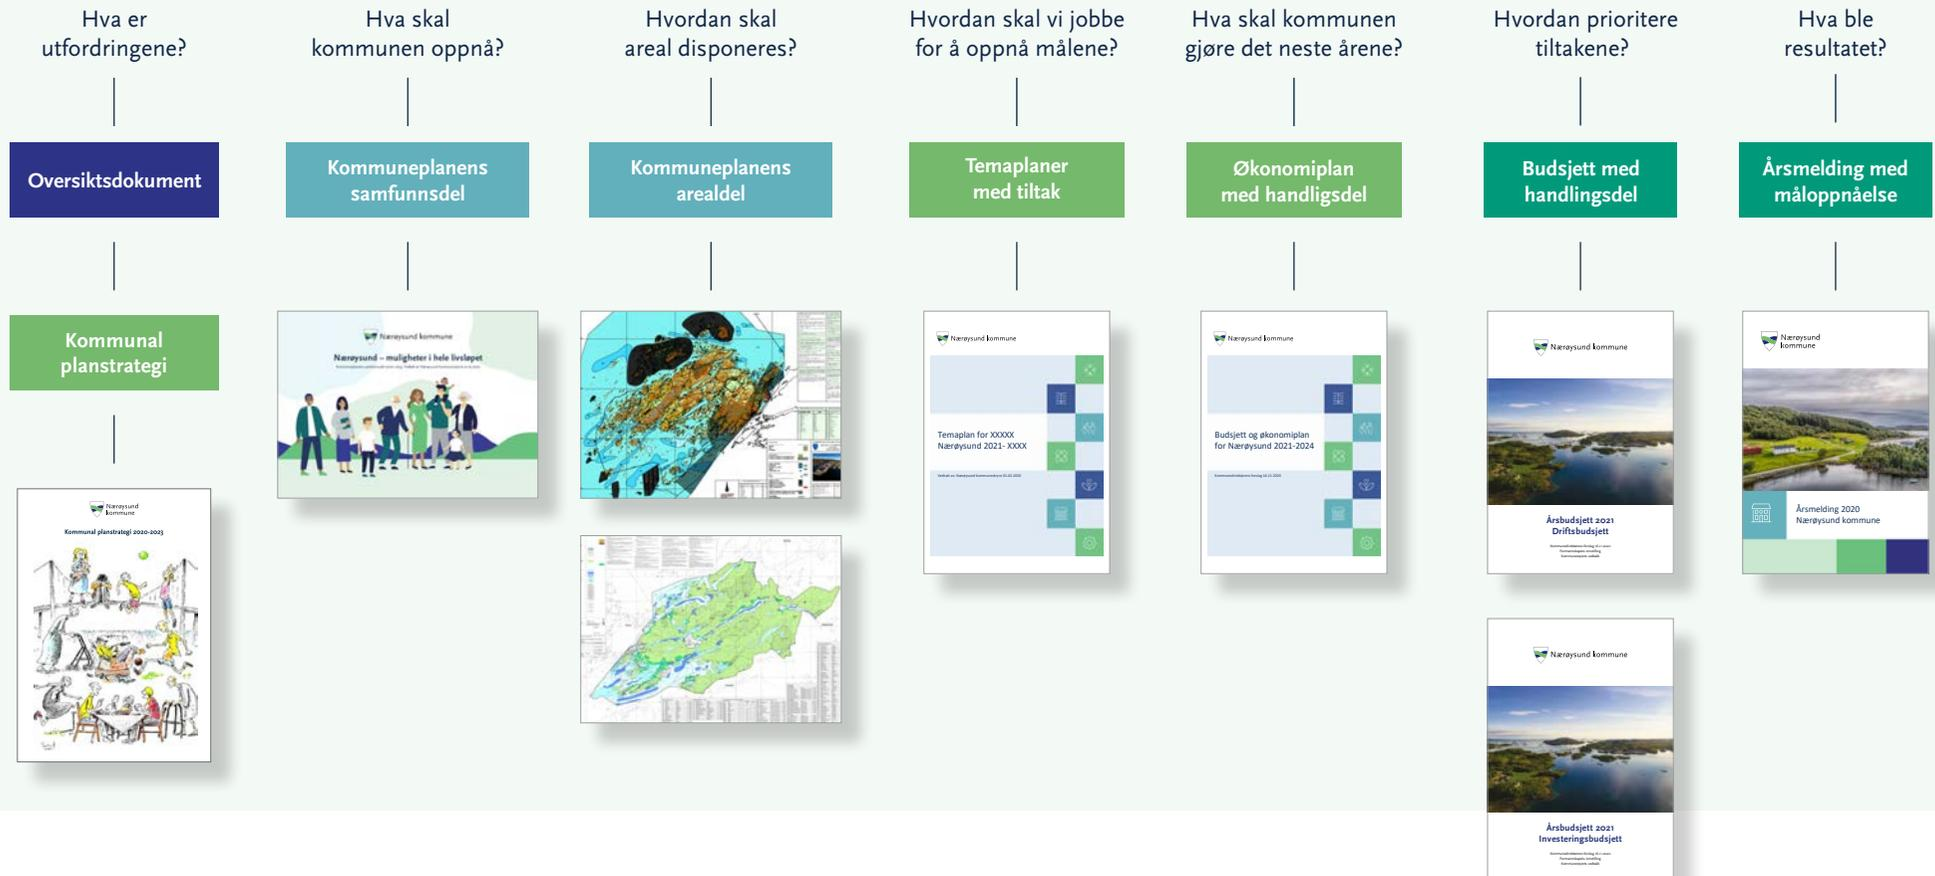 Hva er
utfordringene?
Oversiktsdokument
Kommunal
planstrategi
Nærøysund
kommune
Kommunal planstrategi 2020-2023
Hva skal
kommunen oppnå?
Kommuneplanens
samfunnsdel
Nærøysund kommune
Nærøysund – muligheter i hele livsløpet
Hvordan skal
areal disponeres?
Kommuneplanens
arealdel
Hvordan skal vi jobbe
for å oppnå målene?
Temaplaner
med tiltak
Nærøysund kommune
Temaplan for XXXXX
Nærøysund 2021- XXXX
Hva skal kommunen
gjøre det neste årene?
Økonomiplan
med handligsdel
Nærøysund kommune
Budsjett og økonomiplan
for Nærøysund 2021-2024
Hvordan prioritere
tiltakene?
Budsjett med
handlingsdel
Nærøysund kommune
Årsbudsjett 2021
Driftsbudsjett
Nærøysund kommune
Årsbudsjett 2021
Investeringsbudsjett
Hva ble
resultatet?
Årsmelding med
måloppnåelse
Nærøysund
kommune
Årsmelding 2020
Nærøysund kommune